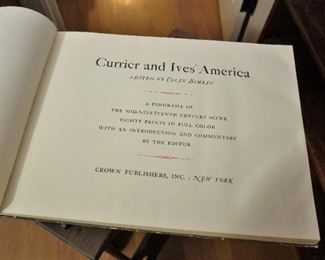 Currier and Ives' America
EDITED BY COLIN SIMKIN
A PANORAMA OF
THE MID-NINETEENTH CENTURY SCENE
EIGHTY PRINTS IN FULL COLOR
WITH AN INTRODUCTION AND COMMENTARY
BY THE EDITOR
CROWN PUBLISHERS, INC. : NEW YORK